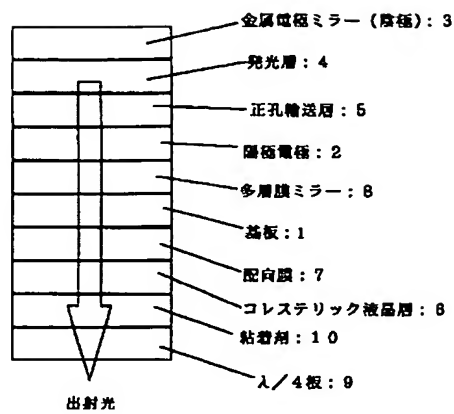 金属電極ミラー(陰極):3
発光層:4
正孔輸送層:5
陽極電極:2
多層膜ミラー:8
基板:1
配向膜:7
コレステリック液晶層:6
粘着剤:10
λ/4板:9
出射光